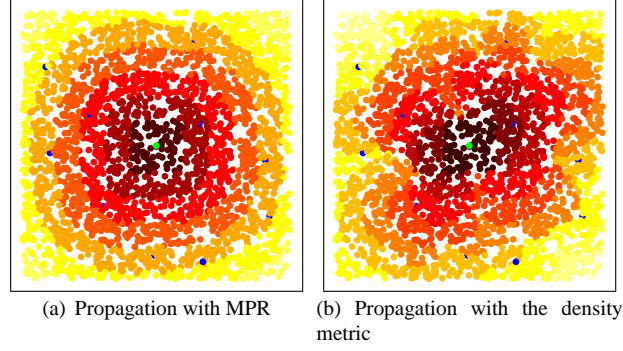 (a) Propagation with MPR
(b) Propagation with the density
metric